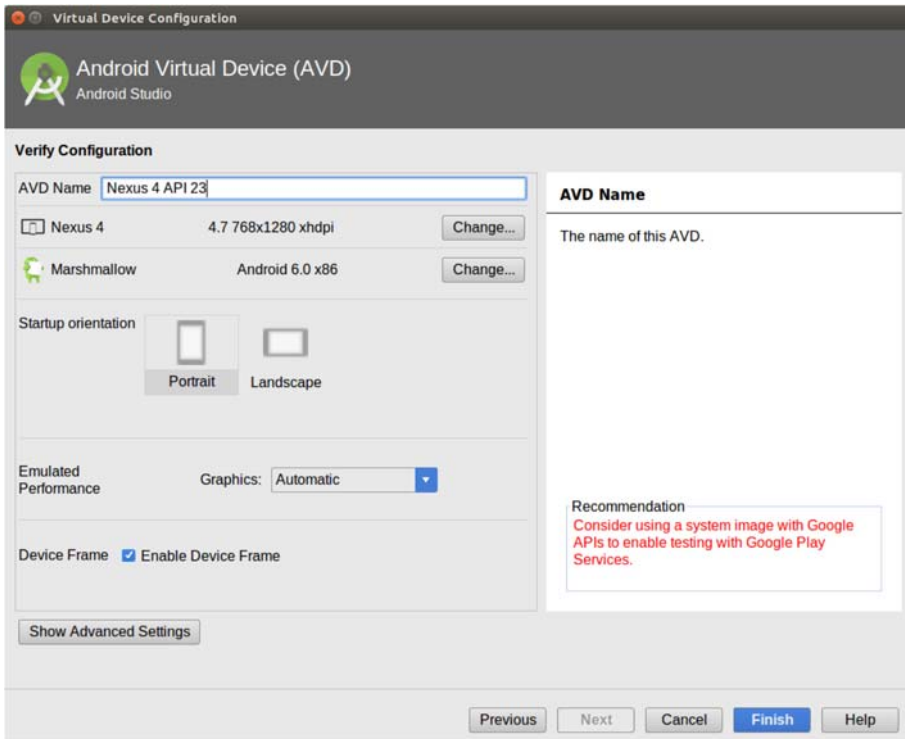 Virtual Device Configuration
Android Virtual Device (AVD)
Android Studio
Verify Configuration
AVD Name Nexus 4 API 23
Nexus 4 4.7 768x1280 xhdpi Change...
Marshmallow Android 6.0 x86 Change...
Startup orientation
Portrait Landscape
Emulated
Performance
Graphics: Automatic
Device Frame Enable Device Frame
Show Advanced Settings
AVD Name
The name of this AVD.
Recommendation
Consider using a system image with Google
APIs to enable testing with Google Play
Services.
Previous Next Cancel Finish Help